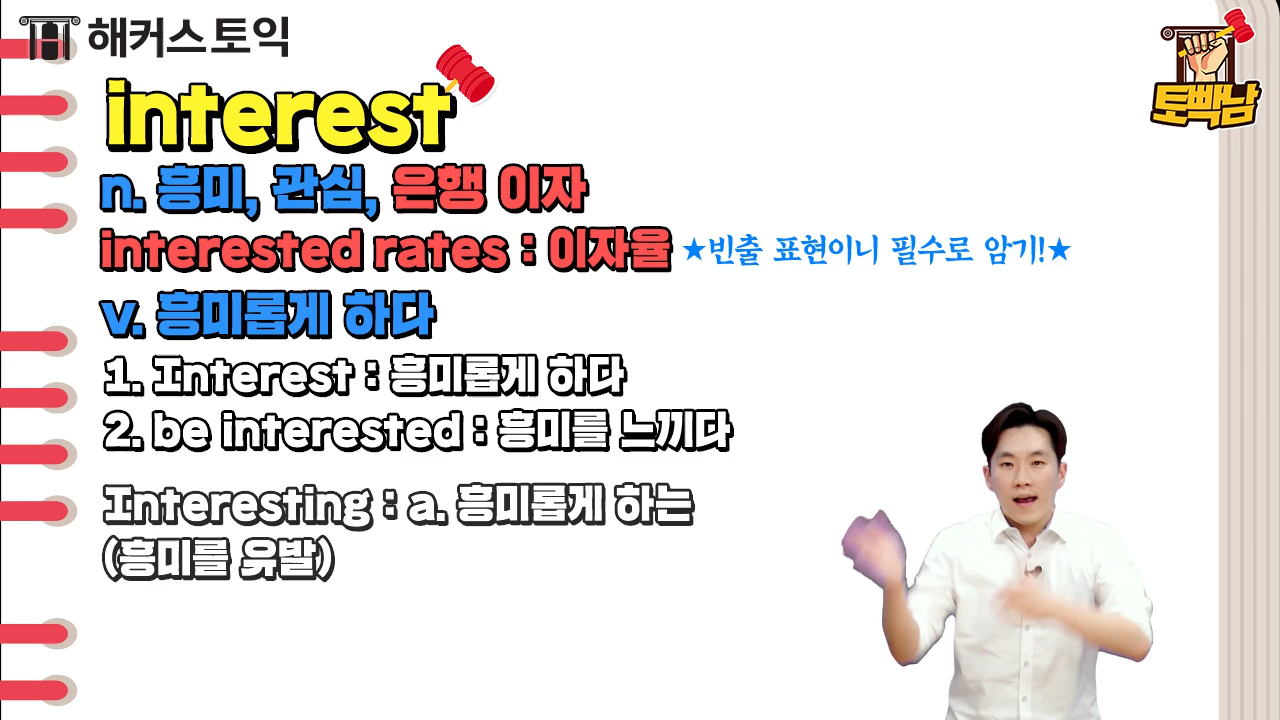 해커스토익
토빡남
interest
n. 흥미, 관심, 은행 이자
interested rates : 이자율 ★빈출 표현이니 필수로 암기!★
v. 흥미롭게 하다
1. Interest : 흥미롭게 하다
2. be interested : 흥미를 느끼다
Interesting : a. 흥미롭게 하는
(흥미를 유발)